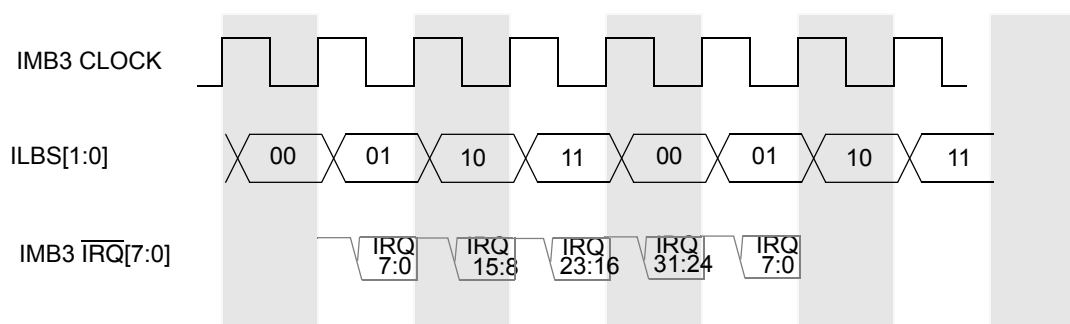 IMB3 CLOCK
ILBS[1:0] 00 01 10 11 00 01 10 11
IMB3 IRQ[7:0] IRQ IRQ IRQ IRQ IRQ
7:0 15:8 23:16 31:24 7:0